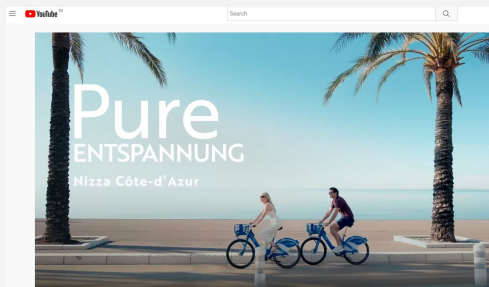 YouTube
Search
Pure
ENTSPANNUNG
Nizza Côte-d'Azur